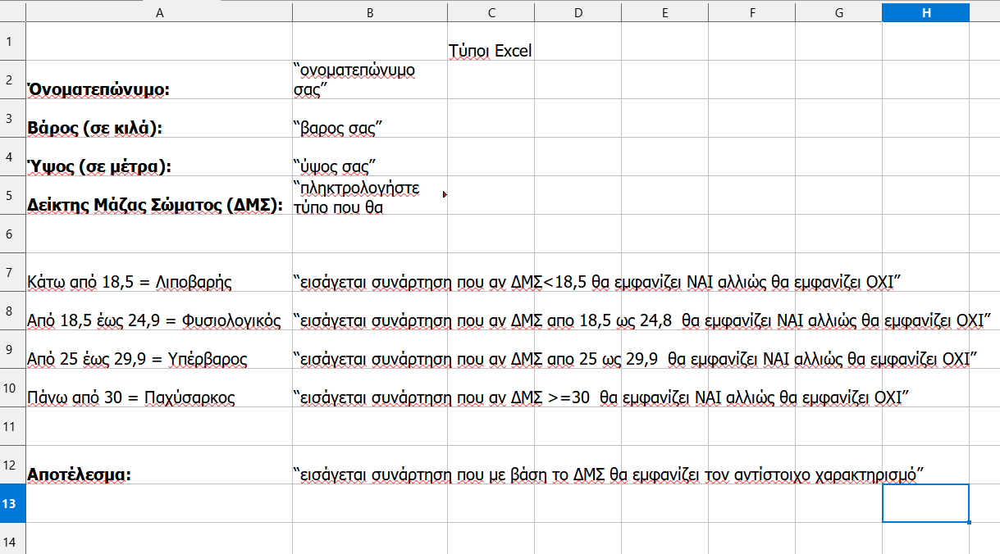 A B C D E F G H
1 Τύποι Excel
2 Όνοματεπώνυμο: “ονοματεπώνυμο
σας”
3 Βάρος (σε κιλά): “βαρος σας”
4 Ύψος (σε μέτρα): “ύψος σας”
5 Δείκτης Μάζας Σώματος (ΔΜΣ): “πληκτρολογήστε
τύπο που θα
6
7 Κάτω από 18,5 = Λιποβαρής “εισάγεται συνάρτηση που αν ΔΜΣ<18,5 θα εμφανίζει ΝΑΙ αλλιώς θα εμφανίζει ΟΧΙ”
8 Από 18,5 έως 24,9 = Φυσιολογικός “εισάγεται συνάρτηση που αν ΔΜΣ απο 18,5 ως 24,8 θα εμφανίζει ΝΑΙ αλλιώς θα εμφανίζει ΟΧΙ”
9 Από 25 έως 29,9 = Υπέρβαρος “εισάγεται συνάρτηση που αν ΔΜΣ απο 25 ως 29,9 θα εμφανίζει ΝΑΙ αλλιώς θα εμφανίζει ΟΧΙ”
10 Πάνω από 30 = Παχύσαρκος “εισάγεται συνάρτηση που αν ΔΜΣ >=30 θα εμφανίζει ΝΑΙ αλλιώς θα εμφανίζει ΟΧΙ”
11
12 Αποτέλεσμα: “εισάγεται συνάρτηση που με βάση το ΔΜΣ θα εμφανίζει τον αντίστοιχο χαρακτηρισμό”
13
14